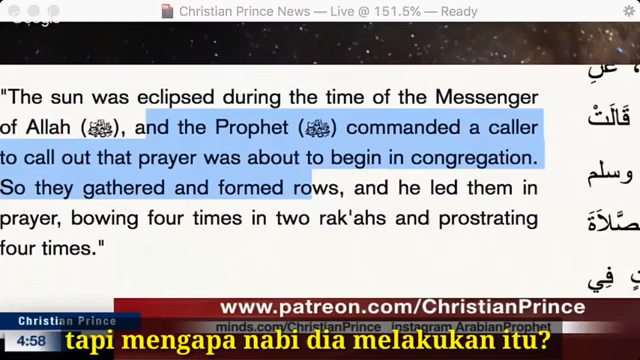 Christian Prince News — Live @ 151.5% — Ready
"The sun was eclipsed during the time of the Messenger
of Allah (ﷺ), and the Prophet (ﷺ) commanded a caller
to call out that prayer was about to begin in congregation.
So they gathered and formed rows, and he led them in
prayer, bowing four times in two rak'ahs and prostrating
four times."
، عَنِ
قَالَتْ
وسلم
الصَّلاَةَ
فِي
www.patreon.com/ChristianPrince
Christian Prince
minds.com/ChristianPrince instagram ArabianProphet
4:58
tapi mengapa nabi dia melakukan itu?